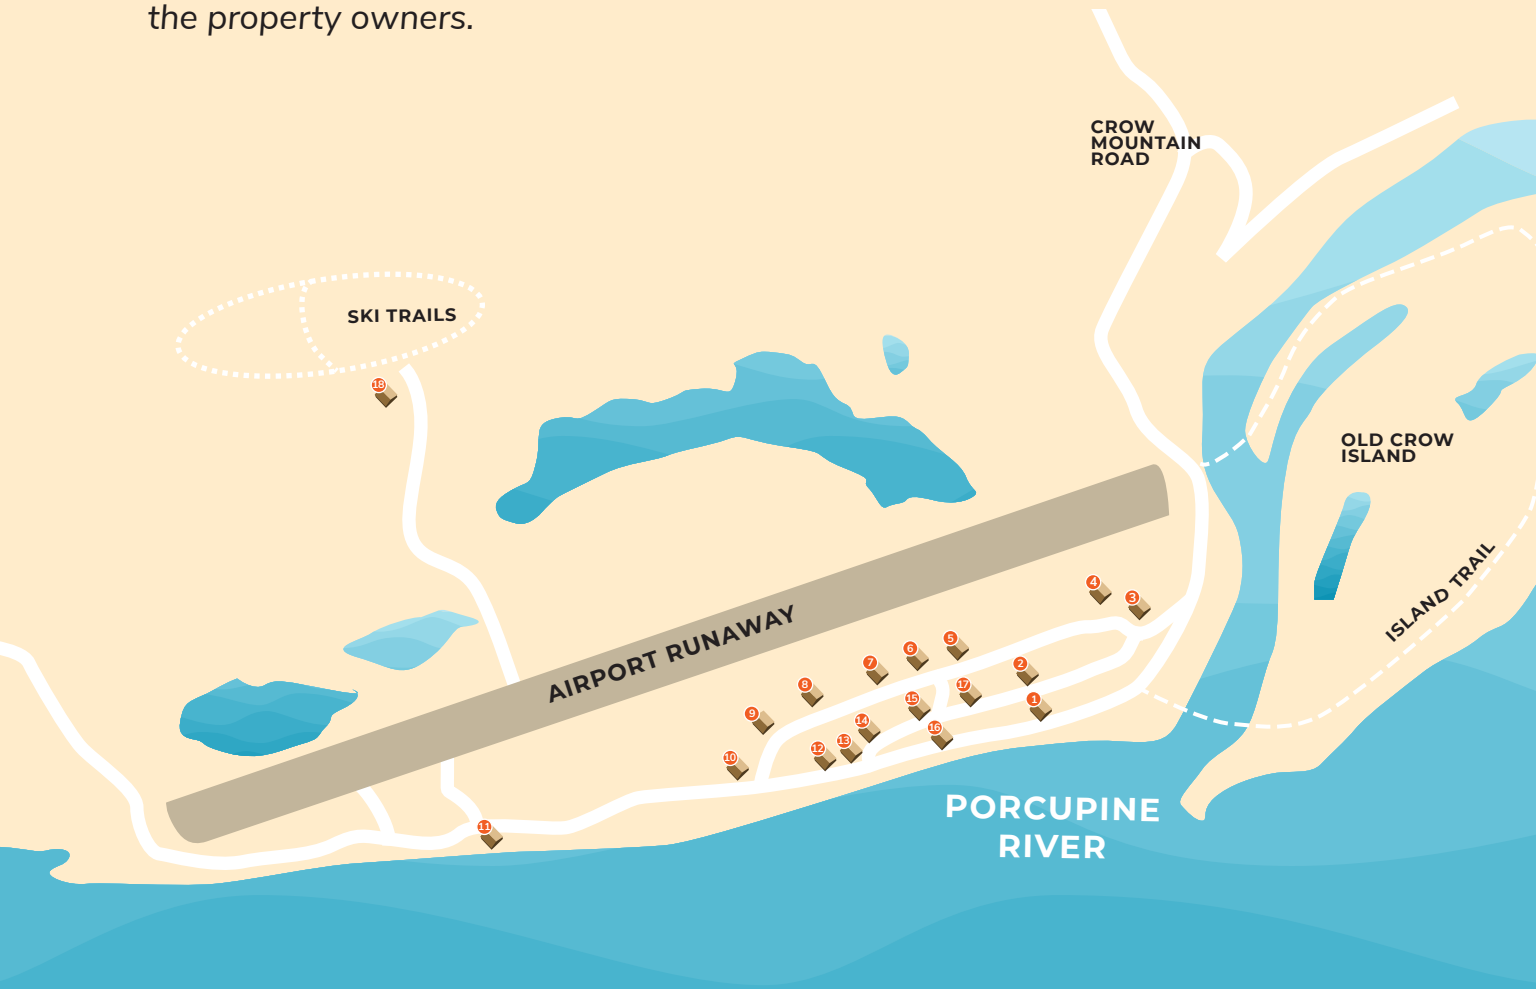 the property owners.
CROW
MOUNTAIN
ROAD
SKI TRAILS
18
OLD CROW
ISLAND
ISLAND TRAIL
AIRPORT RUNAWAY
4
3
5
6
7
2
8
17
15
1
9
14
16
13
12
10
11
PORCUPINE
RIVER